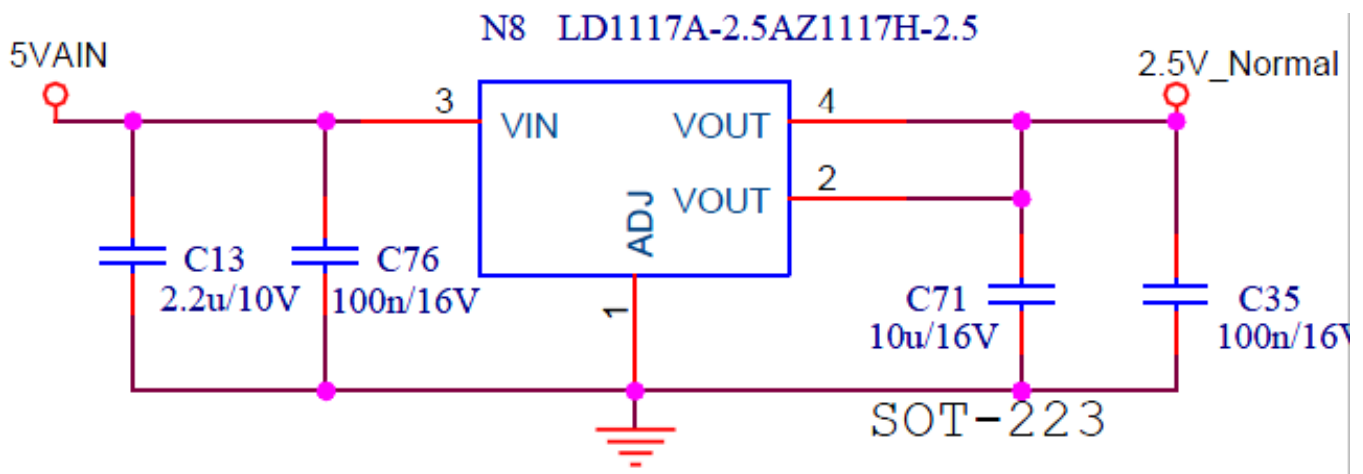 N8 LD1117A-2.5AZ1117H-2.5
5VAIN
2.5V_Normal
3
4
VIN
VOUT
2
VOUT
ADJ
1
C13
2.2u/10V
C76
100n/16V
C71
10u/16V
C35
100n/16V
SOT-223